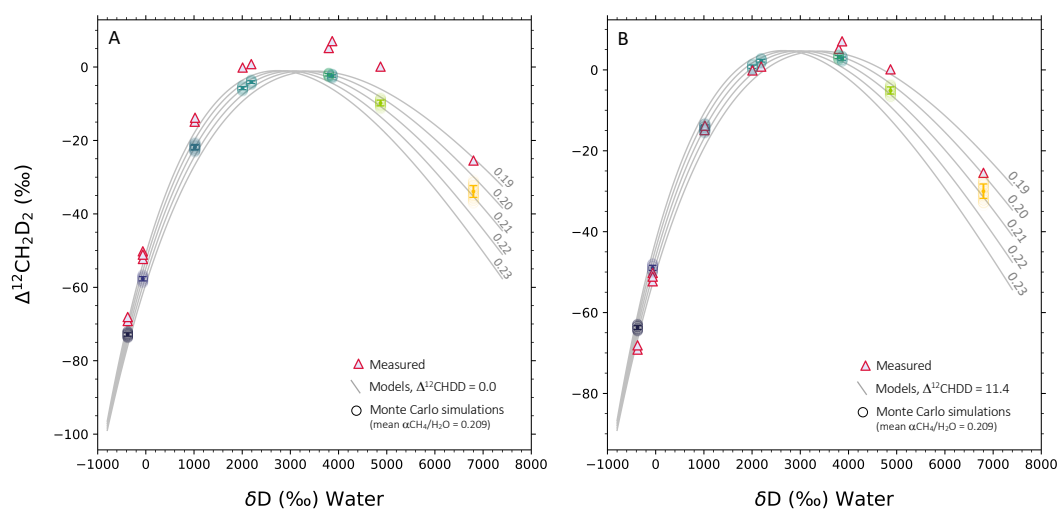 A
0
−20
−40
−60
−80
−100
Δ¹²CH₂D₂ (‰)
0.19
0.20
0.21
0.22
0.23
Measured
Models, Δ¹²CHDD = 0.0
Monte Carlo simulations
(mean αCH₄/H₂O = 0.209)
−1000 0 1000 2000 3000 4000 5000 6000 7000 8000
δD (‰) Water
B
0
−20
−40
−60
−80
0.19
0.20
0.21
0.22
0.23
Measured
Models, Δ¹²CHDD = 11.4
Monte Carlo simulations
(mean αCH₄/H₂O = 0.209)
−1000 0 1000 2000 3000 4000 5000 6000 7000 8000
δD (‰) Water